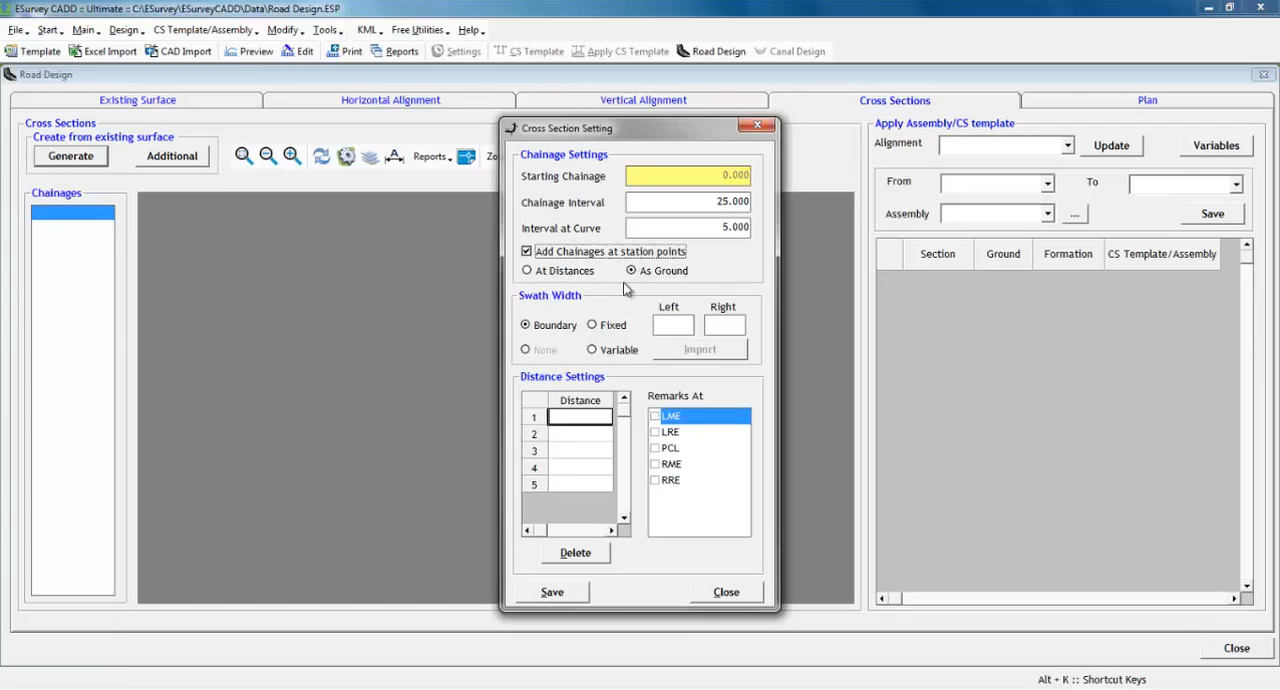 ESurvey CADD :: Ultimate :: C:\ESurvey\ESurveyCADD\Data\Road Design.ESP
File Start Main Design CS Template/Assembly Modify Tools KML Free Utilities Help
Template Excel Import CAD Import Preview Edit Print Reports Settings CS Template Apply CS Template Road Design Canal Design
Road Design
Existing Surface Horizontal Alignment Vertical Alignment Cross Sections Plan
Cross Sections
Create from existing surface
Generate Additional Reports
Chainages
Cross Section Setting
Chainage Settings
Starting Chainage 0.000
Chainage Interval 25.000
Interval at Curve 5.000
Add Chainages at station points
At Distances As Ground
Swath Width
Left Right
Boundary Fixed
None Variable Import
Distance Settings
Distance
1
2
3
4
5
Remarks At
LME
LRE
PCL
RME
RRE
Delete
Save Close
Apply Assembly/CS template
Alignment Update Variables
From To
Assembly ... Save
Section Ground Formation CS Template/Assembly
Close
Alt + K :: Shortcut Keys